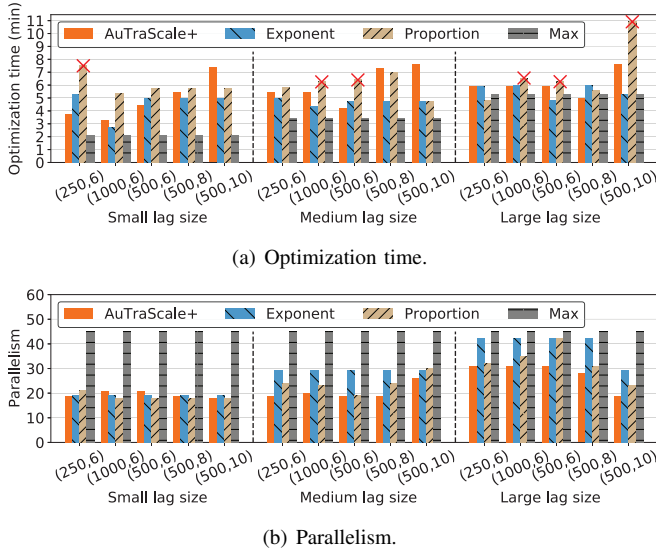 Optimization time (min)
11
10
9
8
7
6
5
4
3
2
1
0
AuTraScale+ Exponent Proportion Max
(250,6) (1000,6) (500,6) (500,8) (500,10) (250,6) (1000,6) (500,6) (500,8) (500,10) (250,6) (1000,6) (500,6) (500,8) (500,10)
Small lag size Medium lag size Large lag size
(a) Optimization time.
Parallelism
60
50
40
30
20
10
0
AuTraScale+ Exponent Proportion Max
(250,6) (1000,6) (500,6) (500,8) (500,10) (250,6) (1000,6) (500,6) (500,8) (500,10) (250,6) (1000,6) (500,6) (500,8) (500,10)
Small lag size Medium lag size Large lag size
(b) Parallelism.